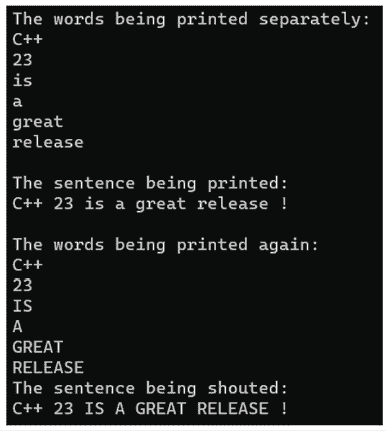 The words being printed separately:
C++
23
is
a
great
release

The sentence being printed:
C++ 23 is a great release !

The words being printed again:
C++
23
IS
A
GREAT
RELEASE
The sentence being shouted:
C++ 23 IS A GREAT RELEASE !